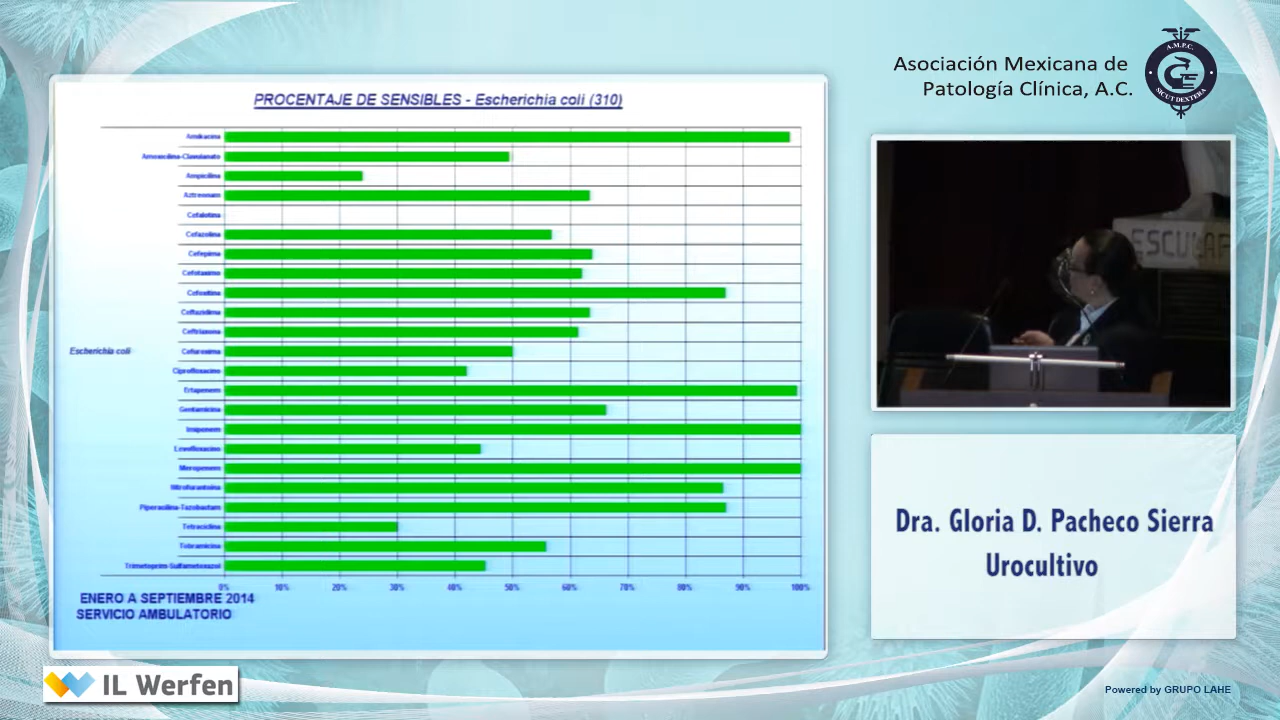 Asociación Mexicana de
Patología Clínica, A.C.
A.M.P.C.
SICUT DEXTERA
PROCENTAJE DE SENSIBLES - Escherichia coli (310)
Amikacina
Amoxicilina-Clavulanato
Ampicilina
Aztreonam
Cefalotina
Cefazolina
Cefepima
Cefotaxima
Cefoxitina
Ceftazidima
Ceftriaxona
Escherichia coli
Cefuroxima
Ciprofloxacino
Ertapenem
Gentamicina
Imipenem
Levofloxacino
Meropenem
Nitrofurantoina
Piperacilina-Tazobactam
Tetraciclina
Tobramicina
Trimetoprim-Sulfametoxazol
0% 10% 20% 30% 40% 50% 60% 70% 80% 90% 100%
ENERO A SEPTIEMBRE 2014
SERVICIO AMBULATORIO
ESCULAP
Dra. Gloria D. Pacheco Sierra
Urocultivo
IL Werfen
Powered by GRUPO LAHE